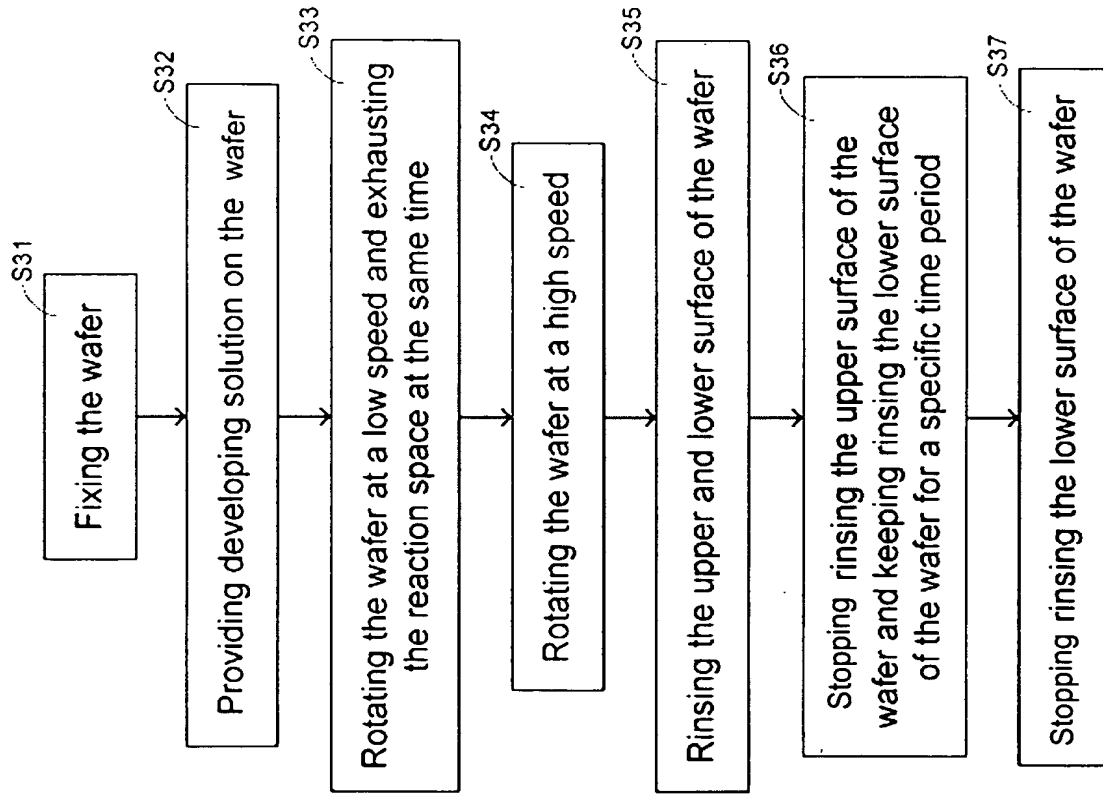 S31
Fixing the wafer
S32
Providing developing solution on the wafer
S33
Rotating the wafer at a low speed and exhausting
the reaction space at the same time
S34
Rotating the wafer at a high speed
S35
Rinsing the upper and lower surface of the wafer
S36
Stopping rinsing the upper surface of the
wafer and keeping rinsing the lower surface
of the wafer for a specific time period
S37
Stopping rinsing the lower surface of the wafer